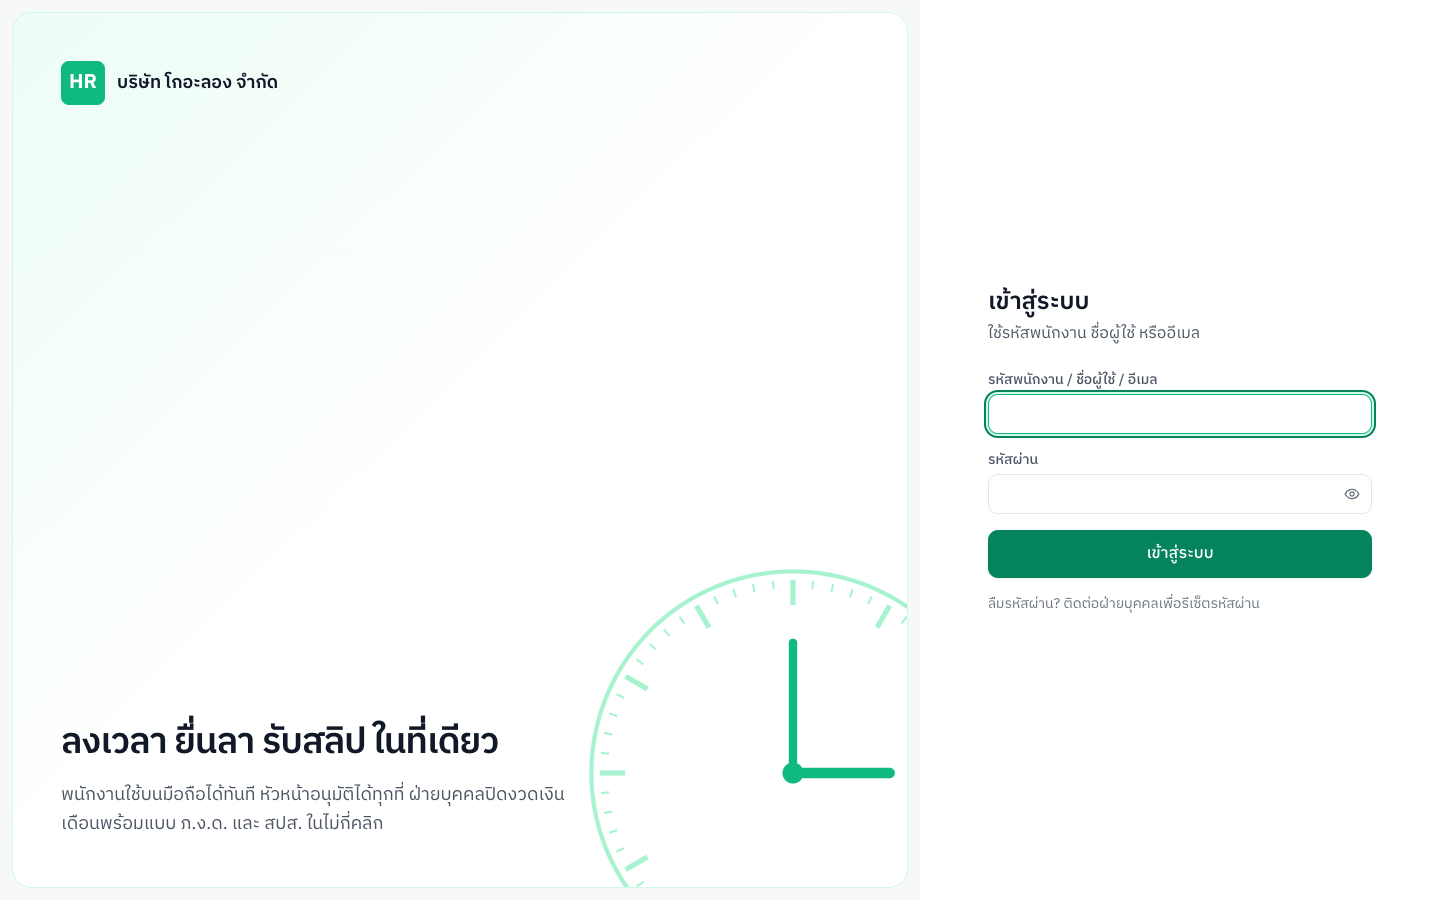 HR
บริษัท โกอะลอง จำกัด
ลงเวลา ยื่นลา รับสลิป ในที่เดียว
พนักงานใช้บนมือถือได้ทันที หัวหน้าอนุมัติได้ทุกที่ ฝ่ายบุคคลปิดงวดเงิน
เดือนพร้อมแบบ ภ.ง.ด. และ สปส. ในไม่กี่คลิก
เข้าสู่ระบบ
ใช้รหัสพนักงาน ชื่อผู้ใช้ หรืออีเมล
รหัสพนักงาน / ชื่อผู้ใช้ / อีเมล
รหัสผ่าน
เข้าสู่ระบบ
ลืมรหัสผ่าน? ติดต่อฝ่ายบุคคลเพื่อรีเซ็ตรหัสผ่าน